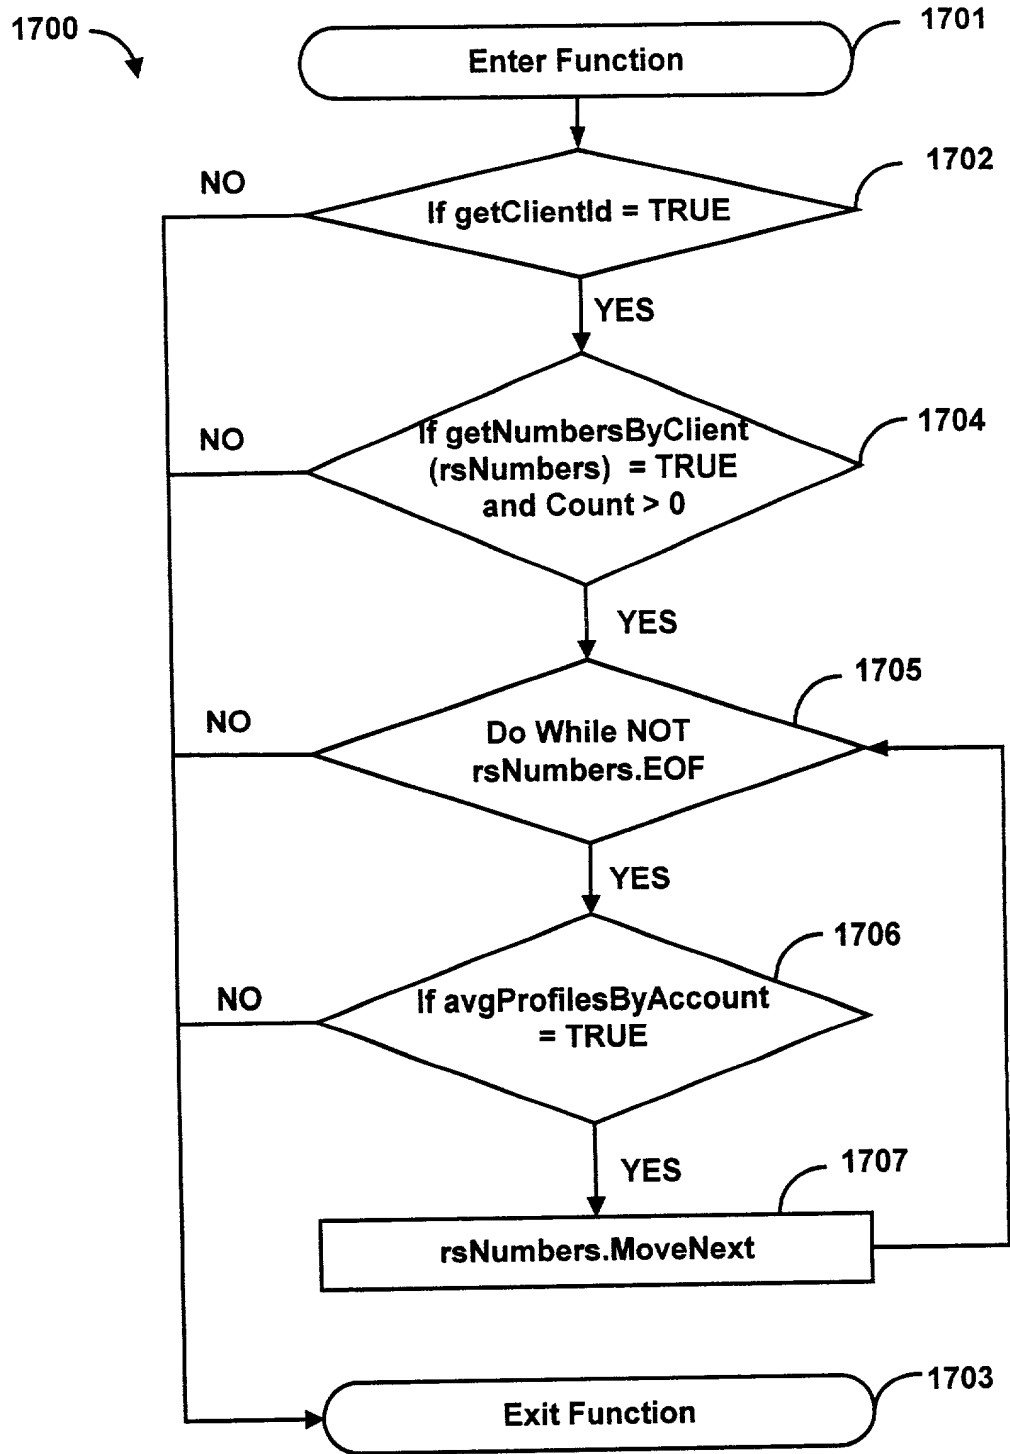 1700
1701
Enter Function
1702
NO
If getClientId = TRUE
YES
1704
NO
If getNumbersByClient
(rsNumbers) = TRUE
and Count > 0
YES
1705
NO
Do While NOT
rsNumbers.EOF
YES
1706
NO
If avgProfilesByAccount
= TRUE
YES
1707
rsNumbers.MoveNext
1703
Exit Function